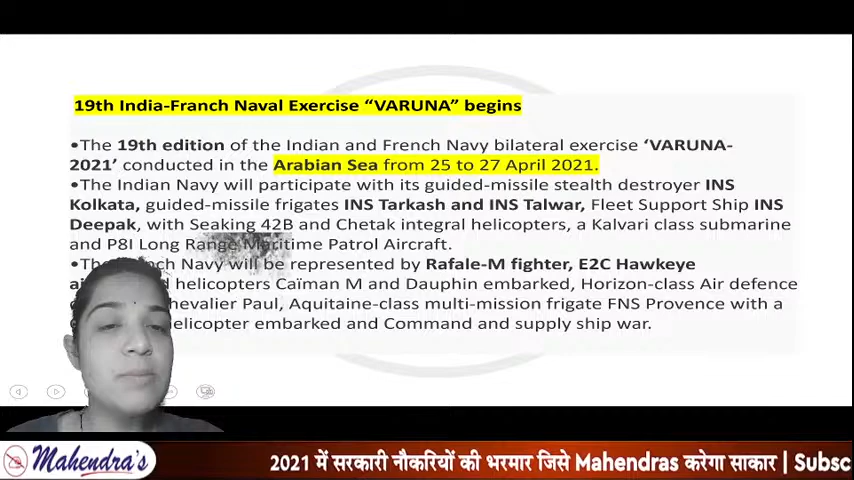 19th India-Franch Naval Exercise “VARUNA” begins
•The 19th edition of the Indian and French Navy bilateral exercise ‘VARUNA-
2021’ conducted in the Arabian Sea from 25 to 27 April 2021.
•The Indian Navy will participate with its guided-missile stealth destroyer INS
Kolkata, guided-missile frigates INS Tarkash and INS Talwar, Fleet Support Ship INS
Deepak, with Seaking 42B and Chetak integral helicopters, a Kalvari class submarine
and P8I Long Range Maritime Patrol Aircraft.
Navy will be represented by Rafale-M fighter, E2C Hawkeye
helicopters Caïman M and Dauphin embarked, Horizon-class Air defence
Chevalier Paul, Aquitaine-class multi-mission frigate FNS Provence with a
helicopter embarked and Command and supply ship war.
Mahendra's 2021 में सरकारी नौकरियों की भरमार जिसे Mahendras करेगा साकार | Subsc